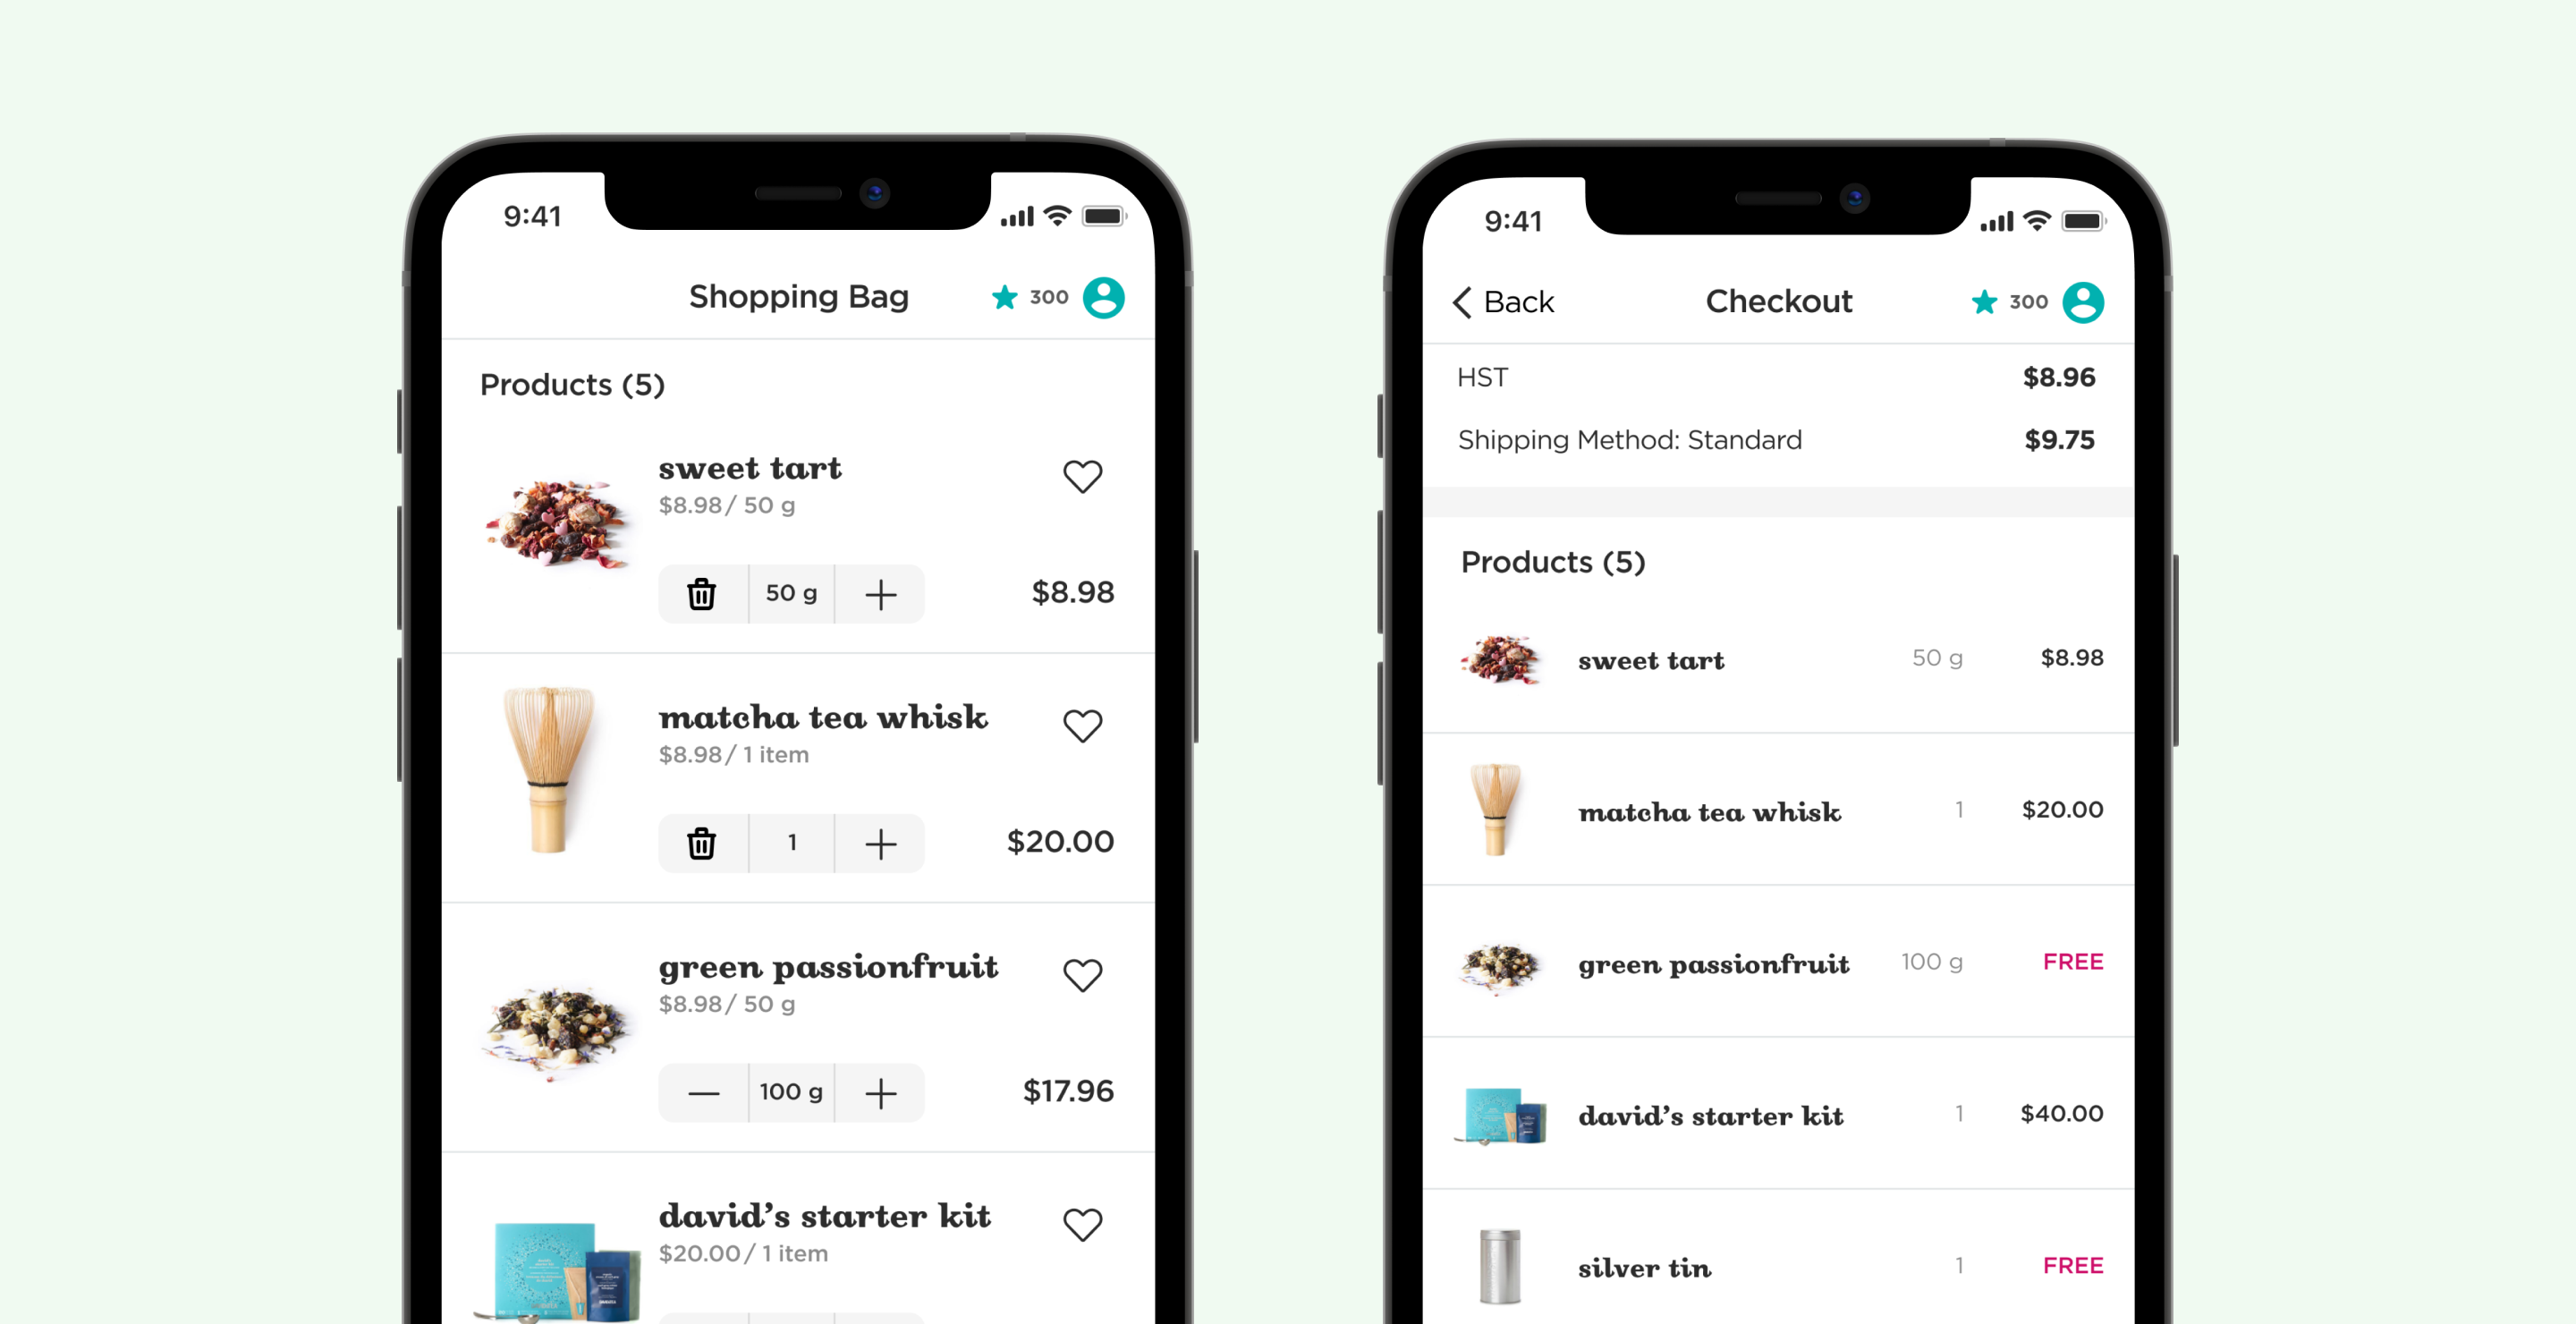 9:41
Shopping Bag
300
Products (5)
sweet tart
$8.98/ 50 g
50 g
$8.98
matcha tea whisk
$8.98/ 1 item
1
$20.00
green passionfruit
$8.98/ 50 g
100 g
$17.96
david's starter kit
$20.00/ 1 item
9:41
Back
Checkout
300
HST $8.96
Shipping Method: Standard $9.75
Products (5)
sweet tart 50 g $8.98
matcha tea whisk 1 $20.00
green passionfruit 100 g FREE
david's starter kit 1 $40.00
silver tin 1 FREE